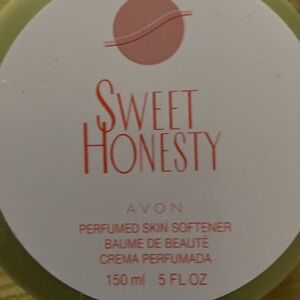 SWEET
HONESTY
AVON
PERFUMED SKIN SOFTENER
BAUME DE BEAUTÉ
CREMA PERFUMADA
150 ml 5 FL OZ